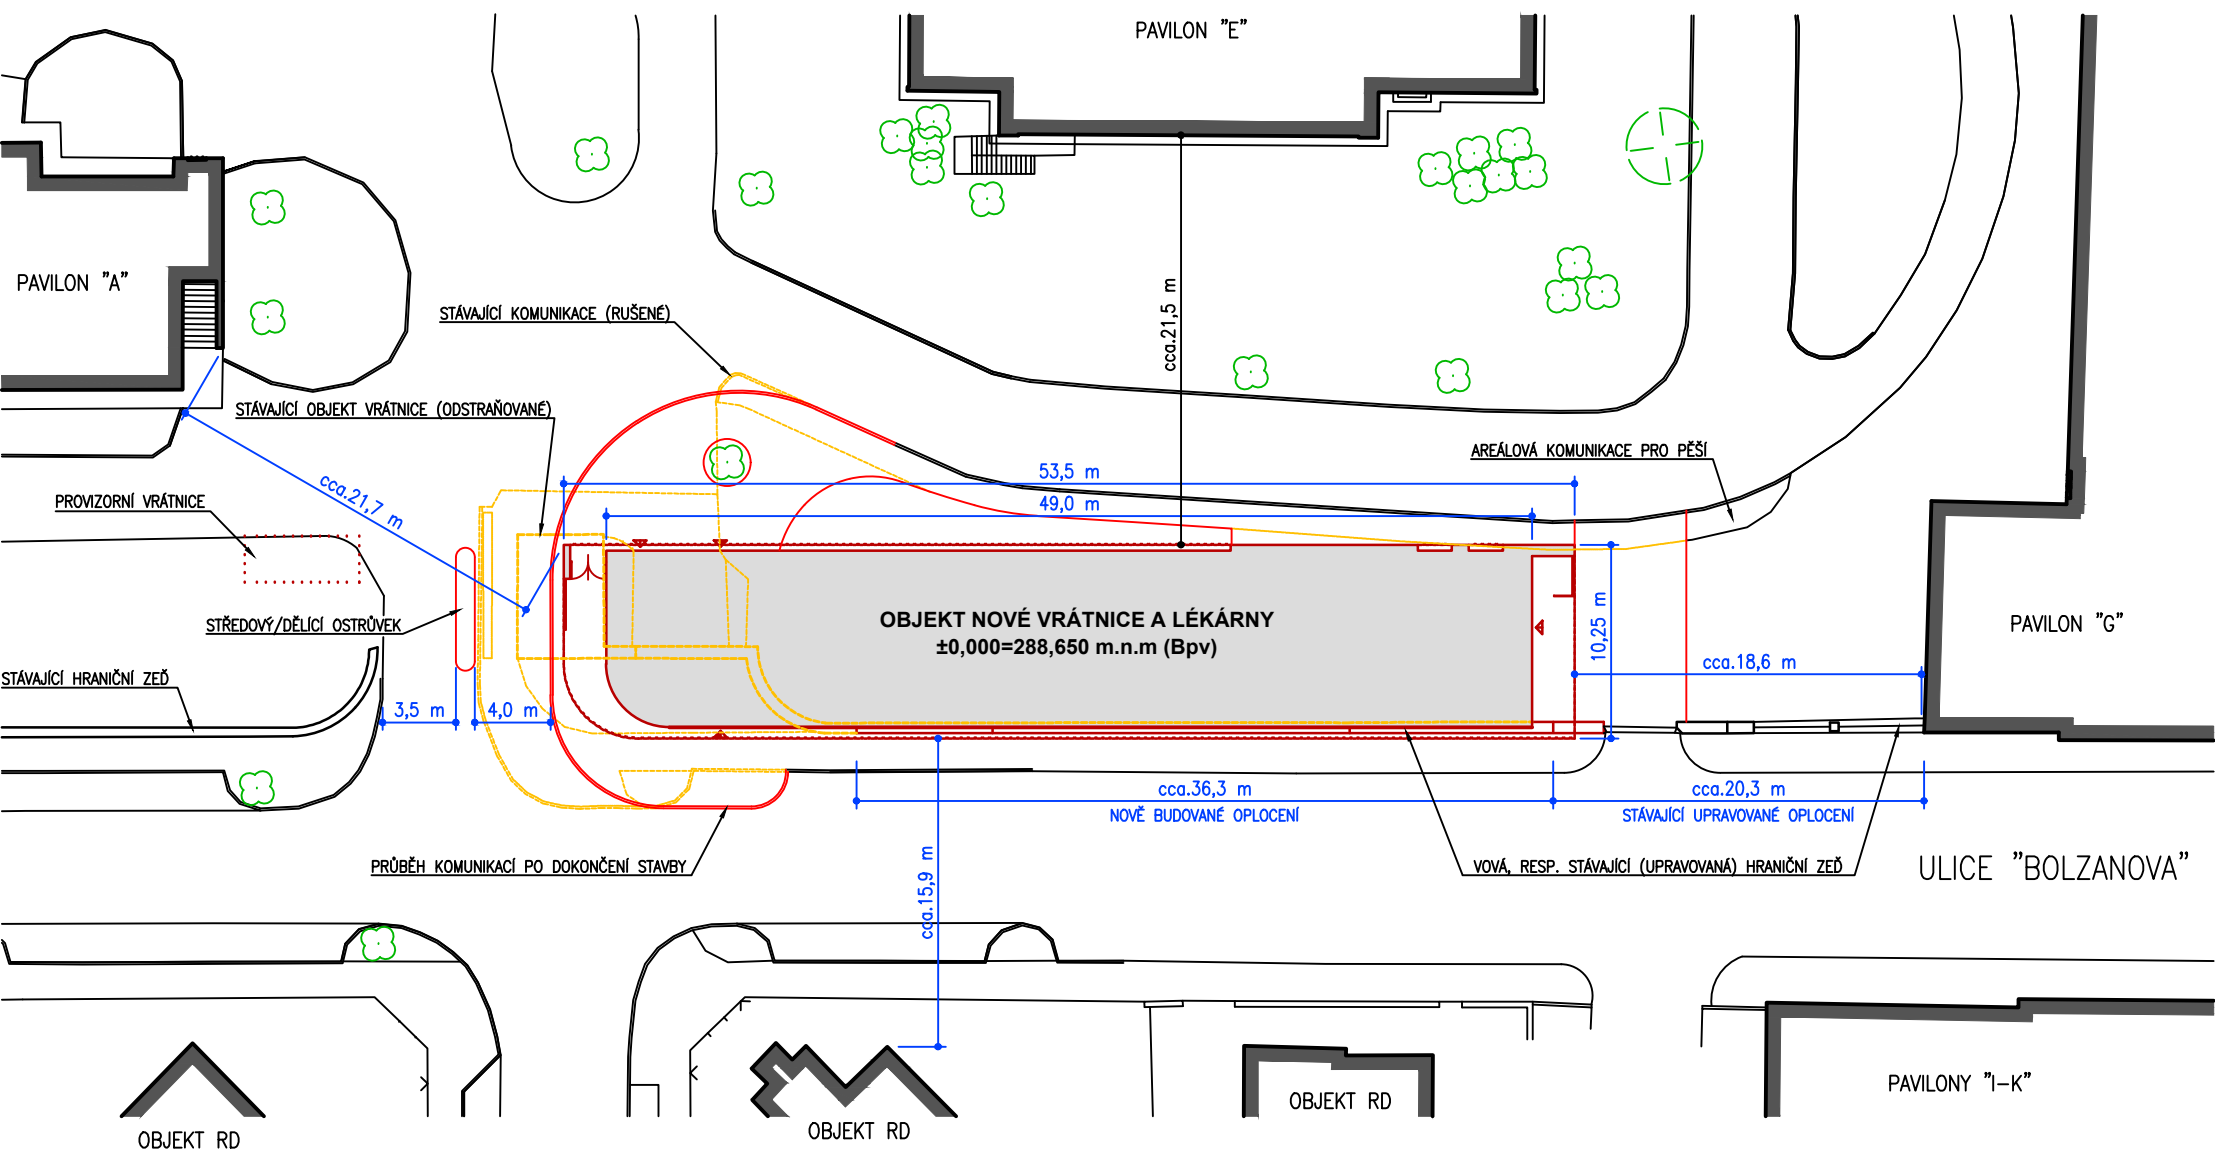 PAVILON "E"
PAVILON "A"
STÁVAJÍCÍ KOMUNIKACE (RUŠENÉ)
cca.21,5 m
STÁVAJÍCÍ OBJEKT VRÁTNICE (ODSTRAŇOVANÉ)
AREÁLOVÁ KOMUNIKACE PRO PĚŠÍ
cca.21,7 m
53,5 m
49,0 m
PROVIZORNÍ VRÁTNICE
STŘEDOVÝ/DĚLÍCÍ OSTRŮVEK
OBJEKT NOVÉ VRÁTNICE A LÉKÁRNY
±0,000=288,650 m.n.m (Bpv)
10,25 m
PAVILON "G"
cca.18,6 m
STÁVAJÍCÍ HRANIČNÍ ZEĎ
3,5 m
4,0 m
cca.36,3 m
NOVĚ BUDOVANÉ OPLOCENÍ
cca.20,3 m
STÁVAJÍCÍ UPRAVOVANÉ OPLOCENÍ
PRŮBĚH KOMUNIKACÍ PO DOKONČENÍ STAVBY
cca.15,9 m
VOVÁ, RESP. STÁVAJÍCÍ (UPRAVOVANÁ) HRANIČNÍ ZEĎ
ULICE "BOLZANOVA"
PAVILONY "I-K"
OBJEKT RD
OBJEKT RD
OBJEKT RD